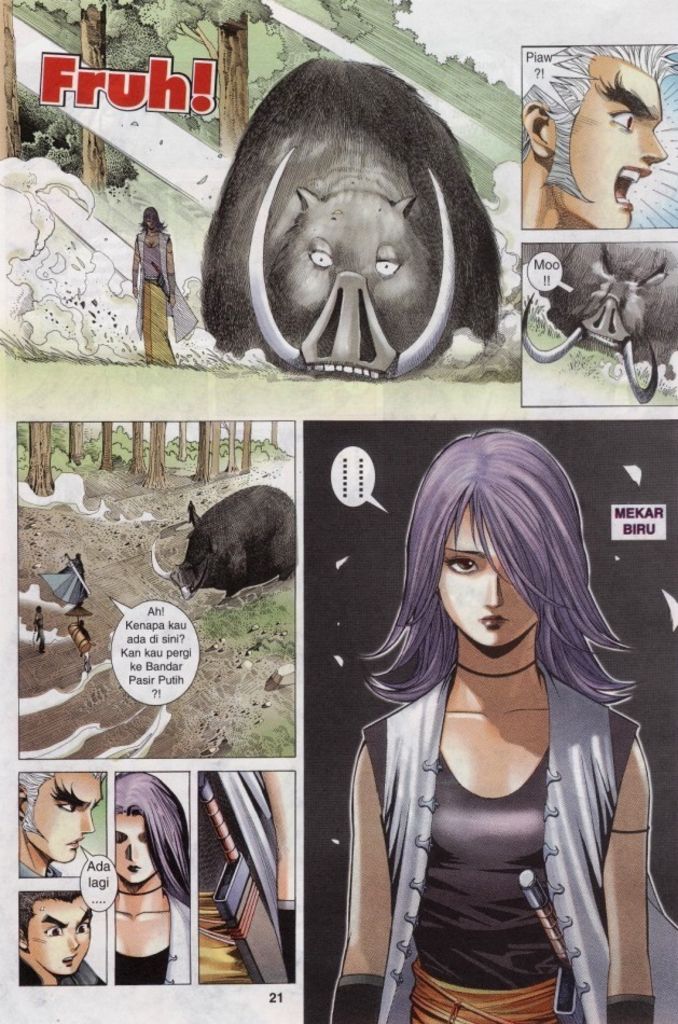 Fruh!
Piaw
?!
Moo
!!
Ah!
Kenapa kau
ada di sini?
Kan kau pergi
ke Bandar
Pasir Putih
?!
MEKAR
BIRU
Ada
lagi
....
21